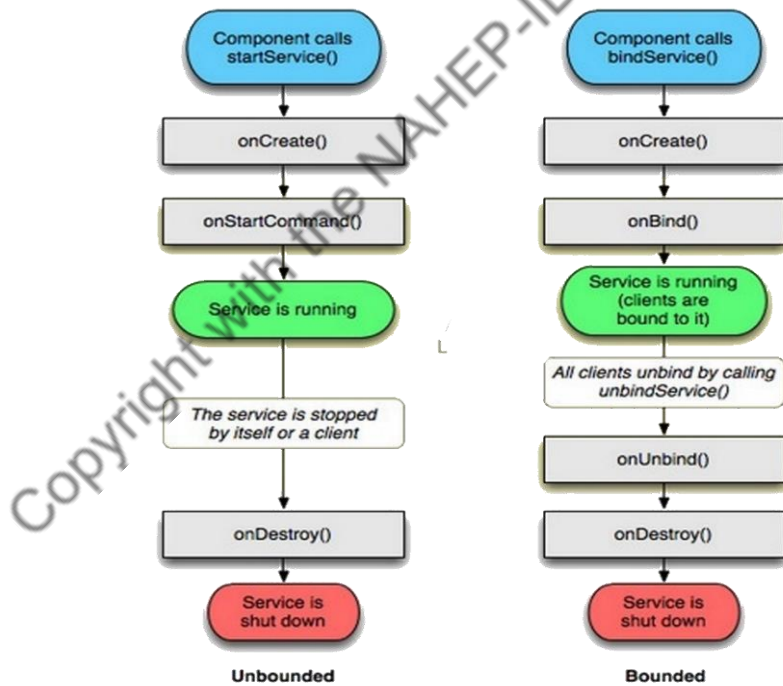 Component calls
startService()
onCreate()
onStartCommand()
Service is running
The service is stopped
by itself or a client
onDestroy()
Service is
shut down
Unbounded
Component calls
bindService()
onCreate()
onBind()
Service is running
(clients are
bound to it)
All clients unbind by calling
unbindService()
onUnbind()
onDestroy()
Service is
shut down
Bounded
Copyright with the